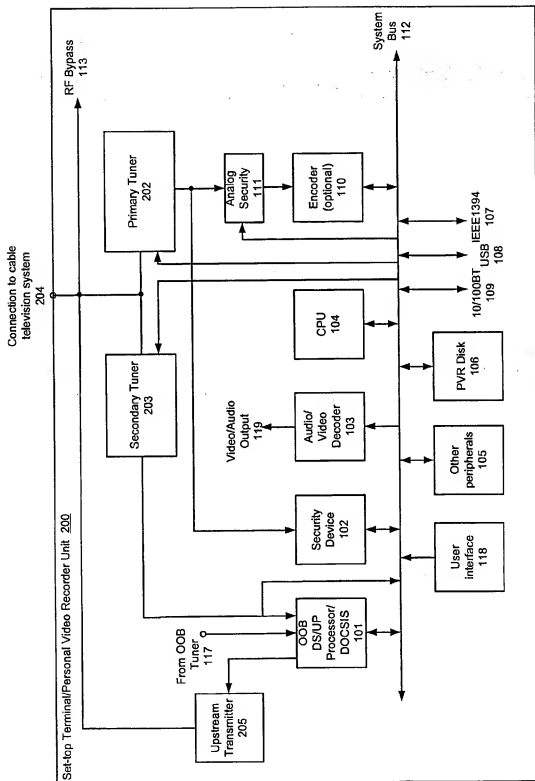 Connection to cable
television system
204
Set-top Terminal/Personal Video Recorder Unit 200
RF Bypass
113
Secondary Tuner
203
Primary Tuner
202
Upstream
Transmitter
205
From OOB
Tuner
117
OOB
DS/UP
Processor/
DOCSIS
101
Security
Device
102
Video/Audio
Output
119
Audio/
Video
Decoder
103
CPU
104
Analog
Security
111
Encoder
(optional)
110
System
Bus
112
User
interface
118
Other
peripherals
105
PVR Disk
106
10/100BT
109
USB
108
IEEE1394
107